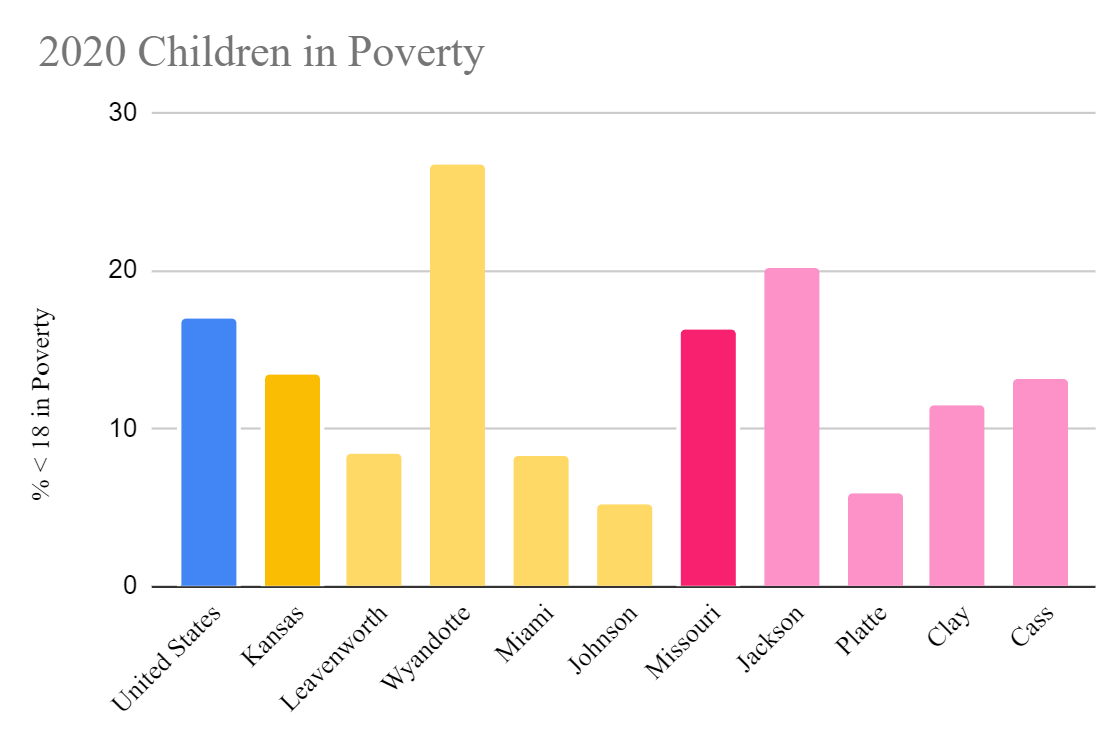 2020 Children in Poverty
30
20
10
0
% < 18 in Poverty
United States
Kansas
Leavenworth
Wyandotte
Miami
Johnson
Missouri
Jackson
Platte
Clay
Cass